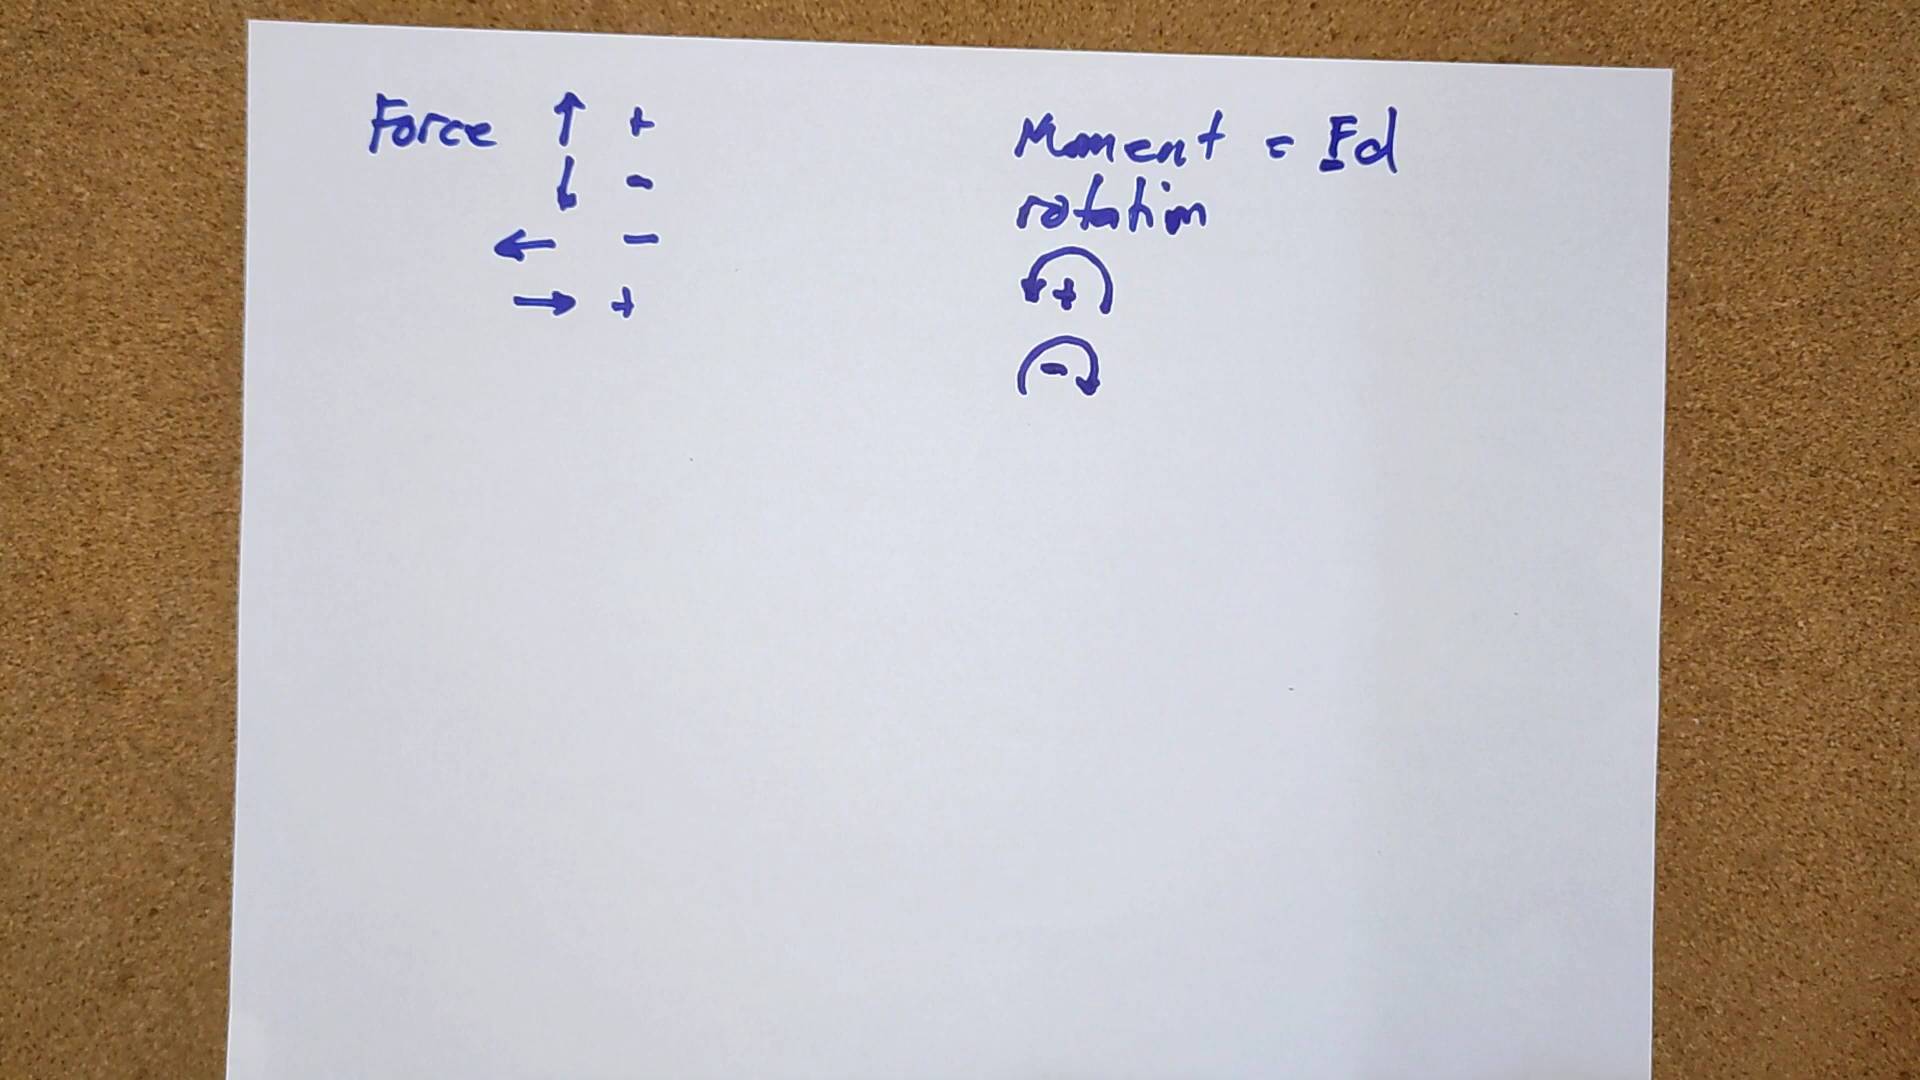 Force ↑ +
↓ -
← -
→ +
Moment = Fd
rotation
+
-